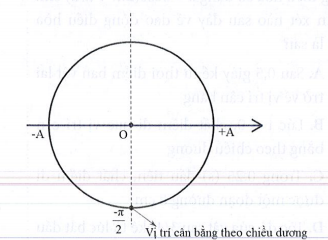 -A
O
+A
-π
2
Vị trí cân bằng theo chiều dương